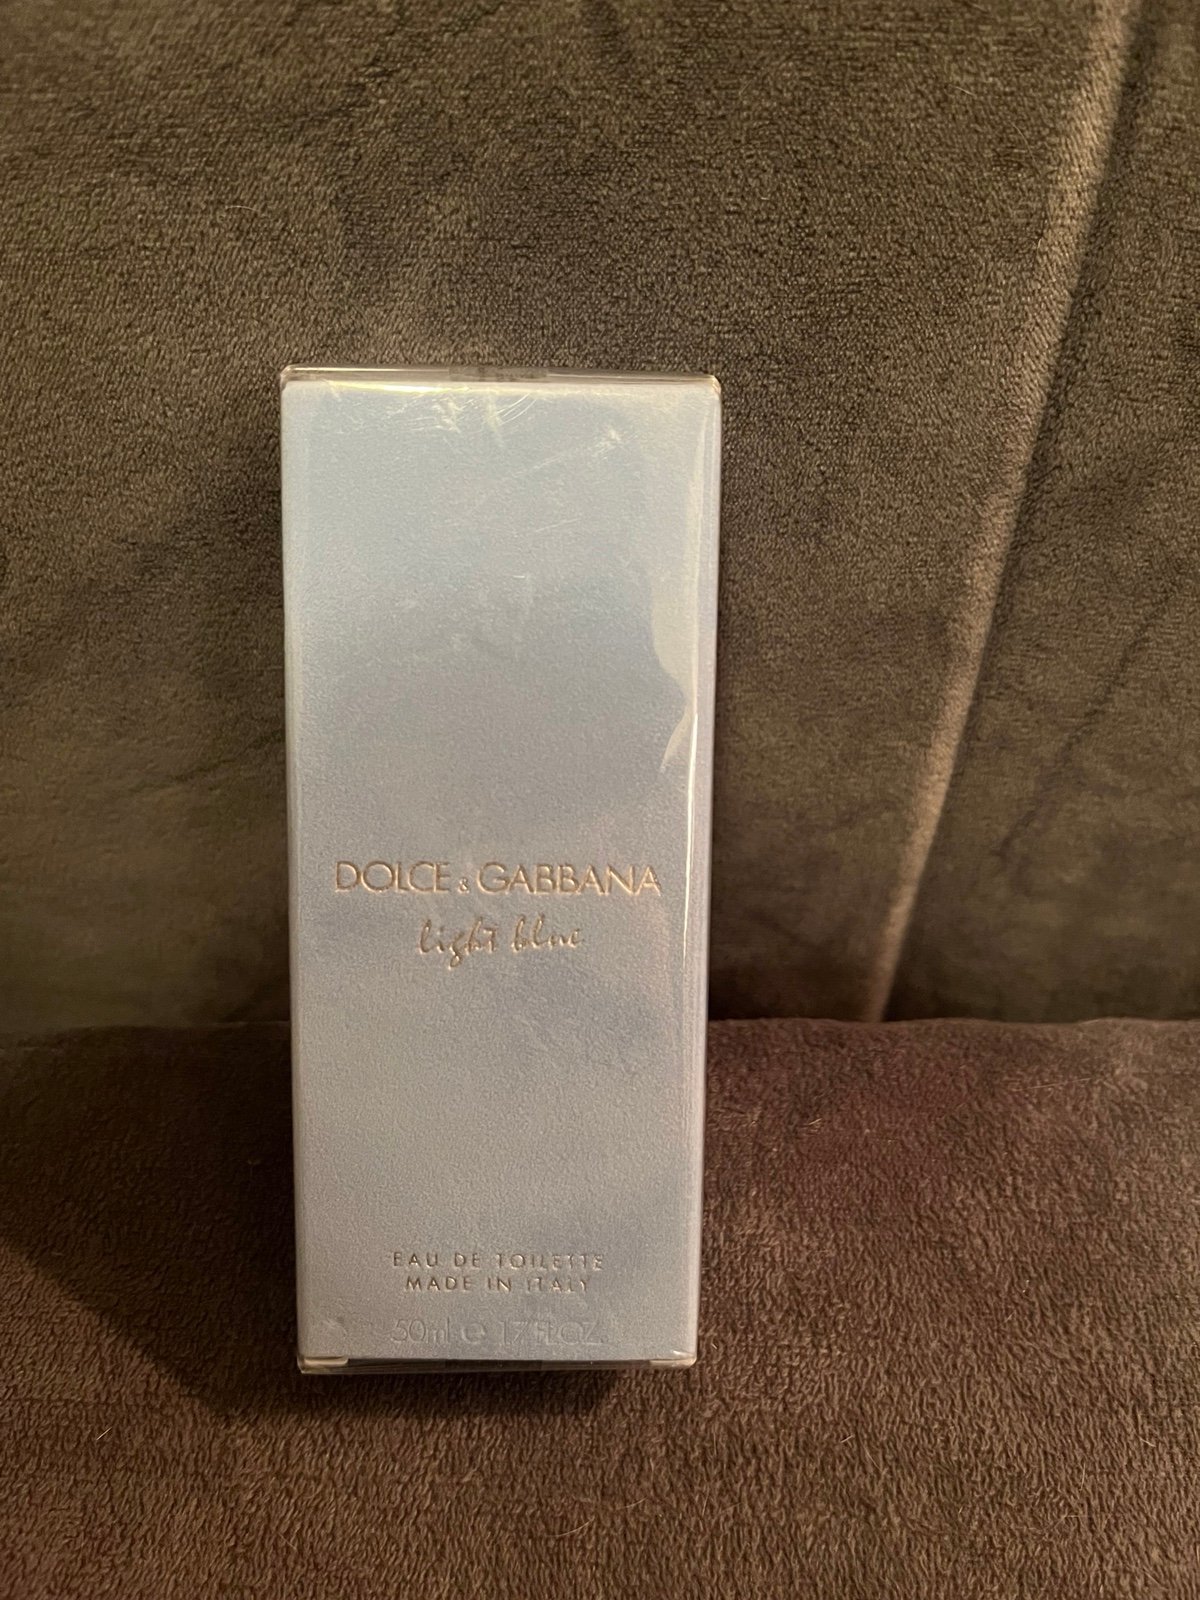 DOLCE & GABBANA
light blue
EAU DE TOILETTE
MADE IN ITALY
50ml e 1.7 FL.OZ.